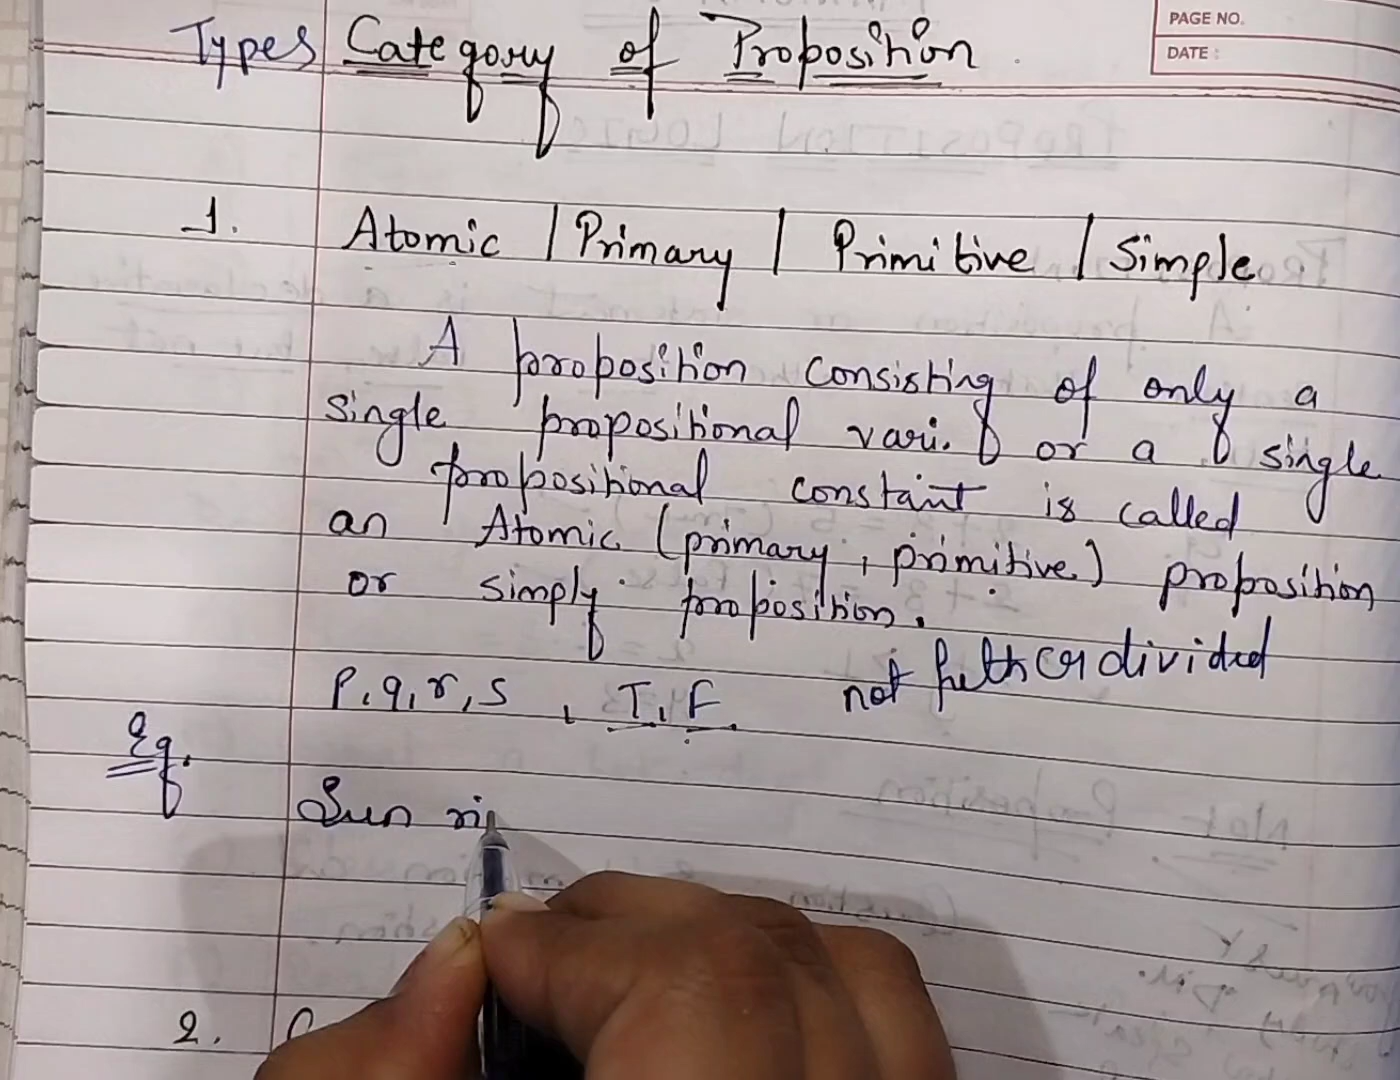 PAGE NO.
DATE :
Types Category of Proposition
1. Atomic | Primary | Primitive | Simple
A proposition consisting of only a
single propositional vari. or a single
propositional constant is called
an Atomic (primary, primitive) proposition
or simply proposition.
not futher divided
P, q, r, s , T, F.
Eg.
Sun ri
2.